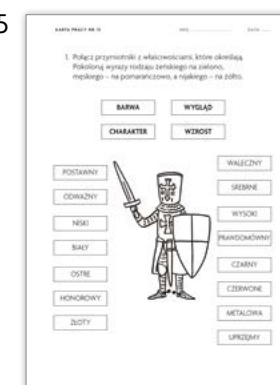 5
KARTA PRACY NR 15
1. Połącz przymiotniki z właściwościami, które określają.
Pokoloruj wyrazy rodzaju żeńskiego na zielono,
męskiego – na pomarańczowo, a nijakiego – na żółto.
BARWA WYGLĄD
CHARAKTER WZROST
POSTAWNY
ODWAŻNY
NISKI
BIAŁY
OSTRE
HONOROWY
ZŁOTY
WALECZNY
SREBRNE
WYSOKI
PRAWDOMÓWNY
CZARNY
CZERWONE
METALOWA
UPRZEJMY